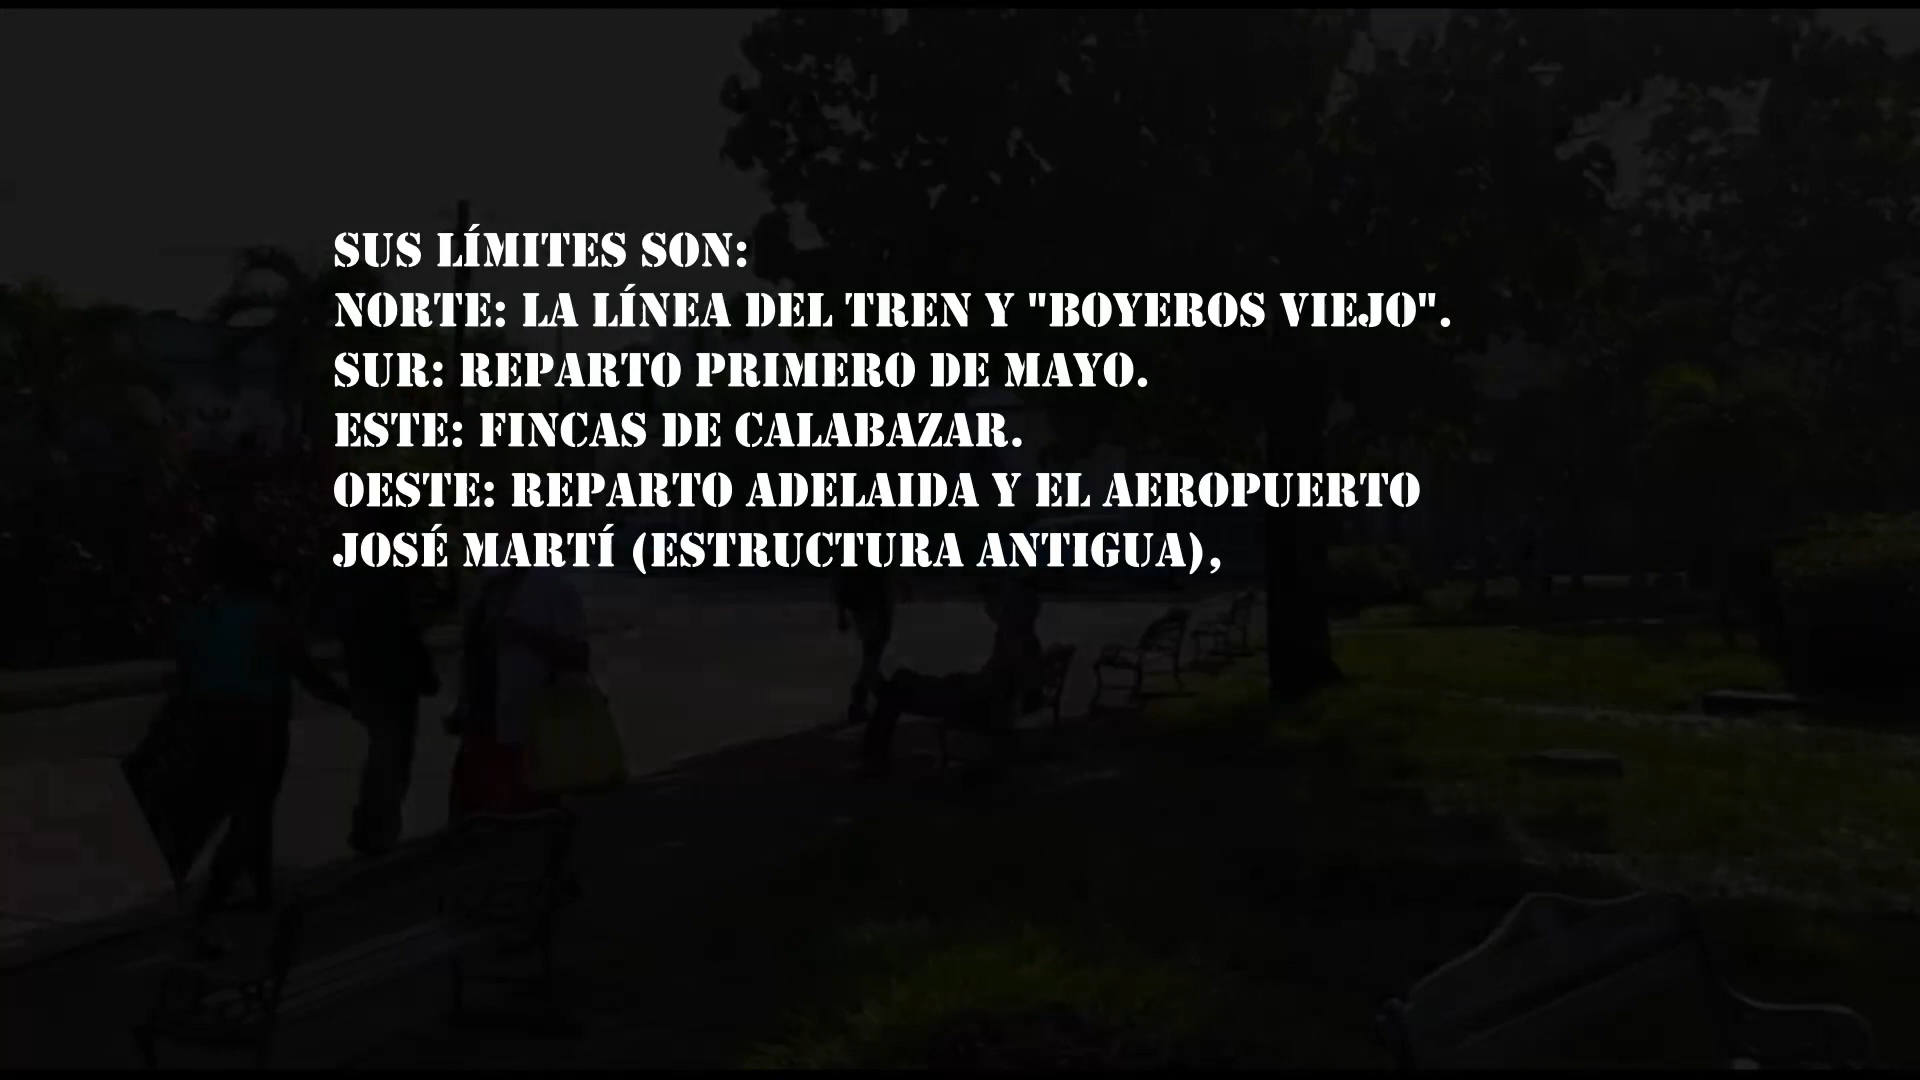 SUS LÍMITES SON:
NORTE: LA LÍNEA DEL TREN Y "BOYEROS VIEJO".
SUR: REPARTO PRIMERO DE MAYO.
ESTE: FINCAS DE CALABAZAR.
OESTE: REPARTO ADELAIDA Y EL AEROPUERTO
JOSÉ MARTÍ (ESTRUCTURA ANTIGUA),